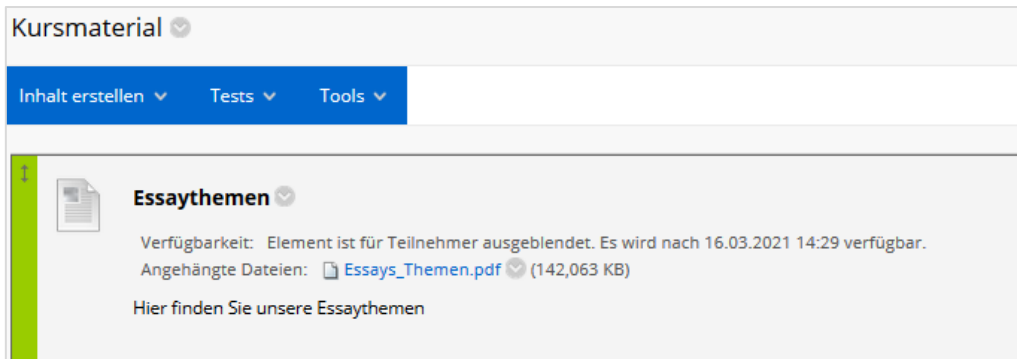 Kursmaterial
Inhalt erstellen Tests Tools
Essaythemen
Verfügbarkeit: Element ist für Teilnehmer ausgeblendet. Es wird nach 16.03.2021 14:29 verfügbar.
Angehängte Dateien: Essays_Themen.pdf (142,063 KB)
Hier finden Sie unsere Essaythemen